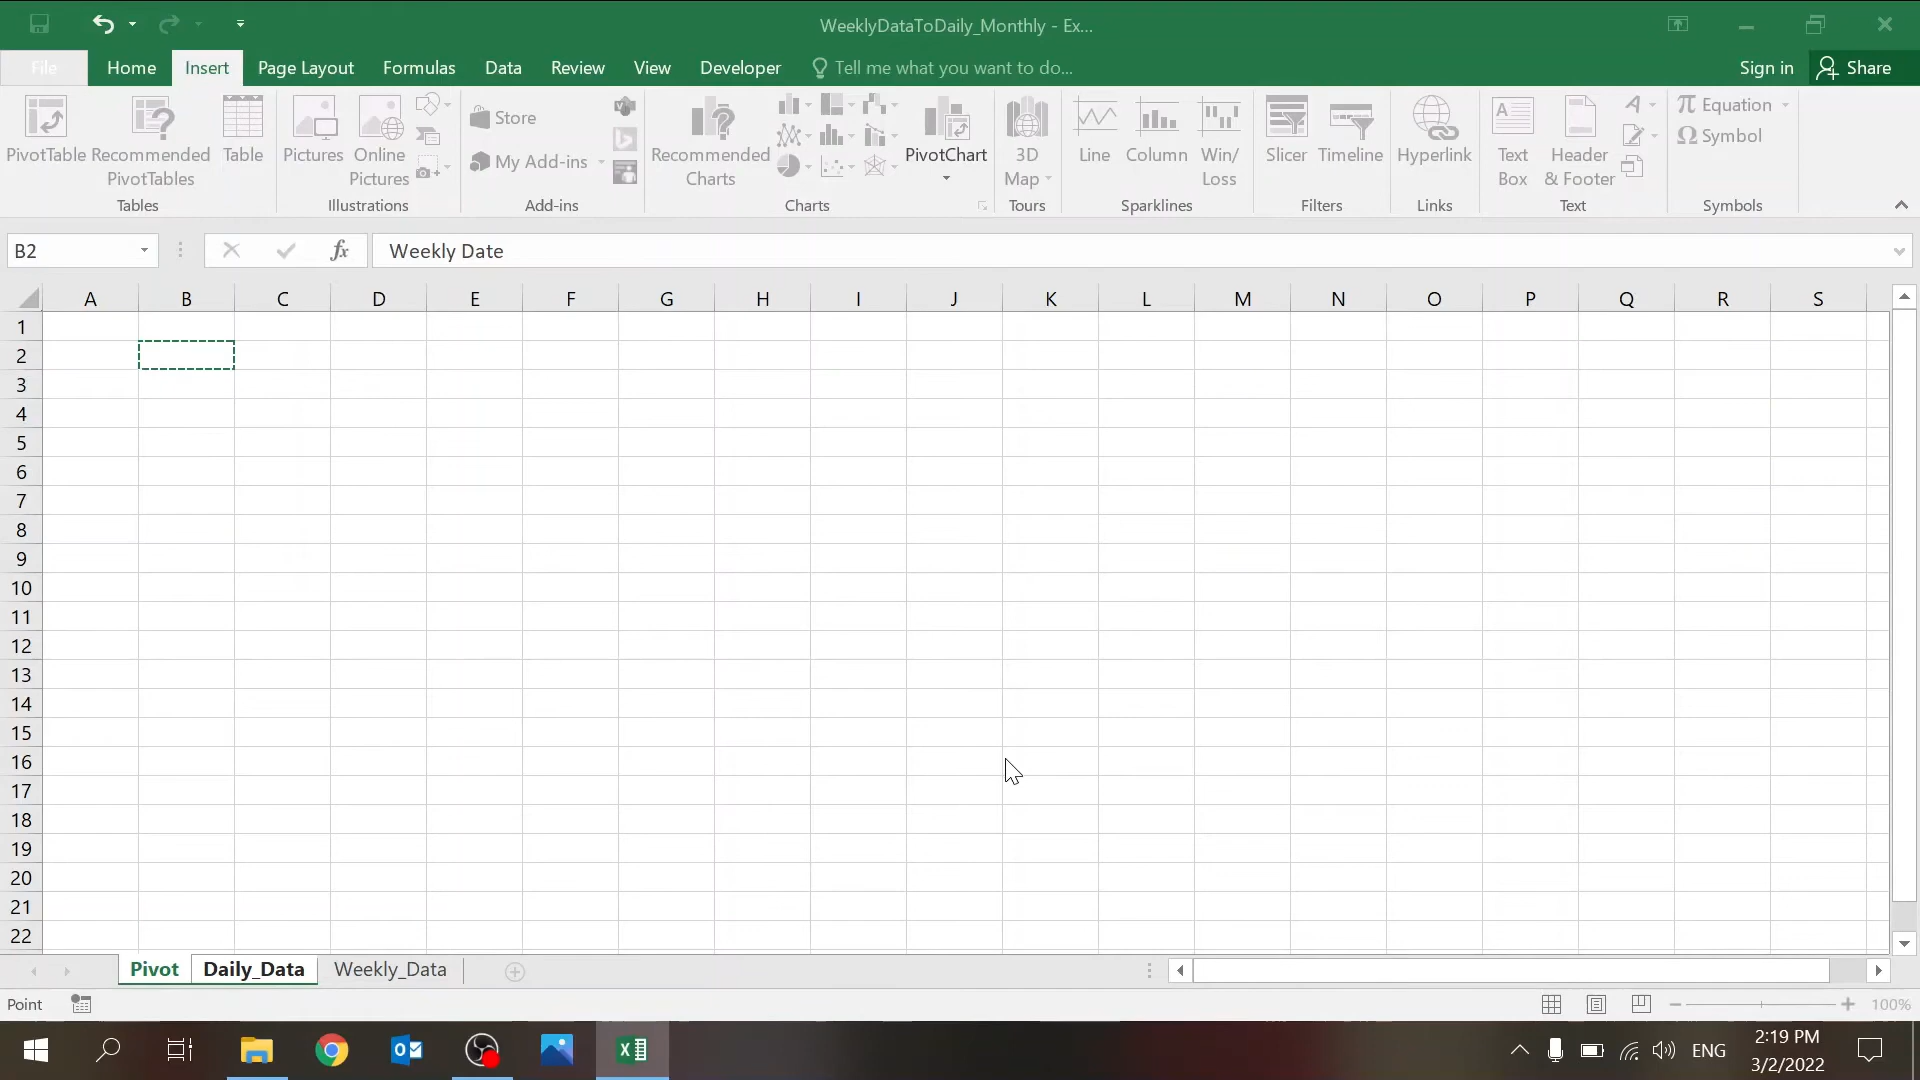 WeeklyDataToDaily_Monthly - Ex...
File Home Insert Page Layout Formulas Data Review View Developer Tell me what you want to do... Sign in Share
PivotTable Recommended PivotTables Table
Tables
Pictures Online Pictures
Illustrations
Store
My Add-ins
Add-ins
Recommended Charts
PivotChart
Charts
3D Map
Tours
Line Column Win/ Loss
Sparklines
Slicer Timeline
Filters
Hyperlink
Links
Text Box Header & Footer
Text
π Equation
Ω Symbol
Symbols
B2 fx Weekly Date
A B C D E F G H I J K L M N O P Q R S
1
2
3
4
5
6
7
8
9
10
11
12
13
14
15
16
17
18
19
20
21
22
Pivot Daily_Data Weekly_Data
Point 100%
ENG 2:19 PM
3/2/2022